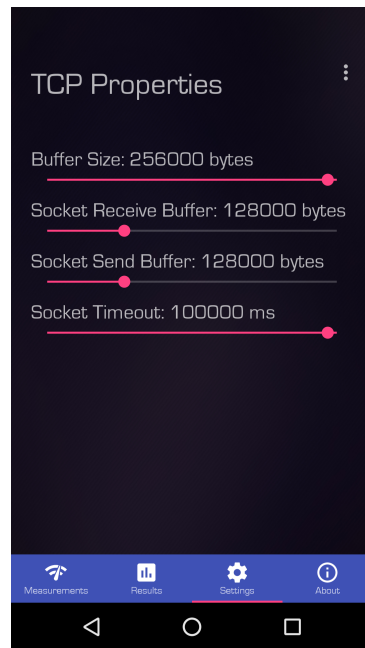 TCP Properties
Buffer Size: 256000 bytes
Socket Receive Buffer: 128000 bytes
Socket Send Buffer: 128000 bytes
Socket Timeout: 100000 ms
Measurements Results Settings About